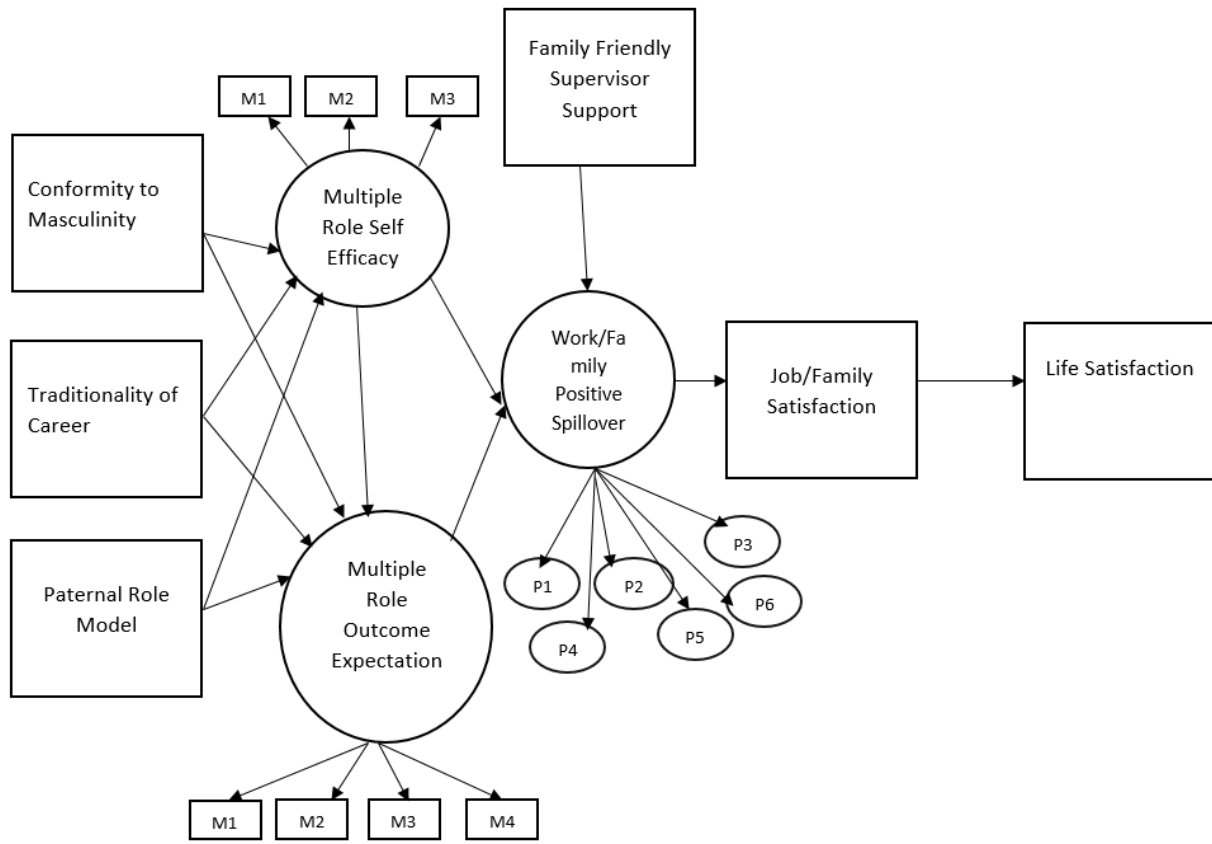 Family Friendly
Supervisor
Support
M1
M2
M3
Conformity to
Masculinity
Multiple
Role Self
Efficacy
Traditionality of
Career
Work/Fa
mily
Positive
Spillover
Job/Family
Satisfaction
Life Satisfaction
Paternal Role
Model
Multiple
Role
Outcome
Expectation
P1
P2
P3
P4
P5
P6
M1
M2
M3
M4